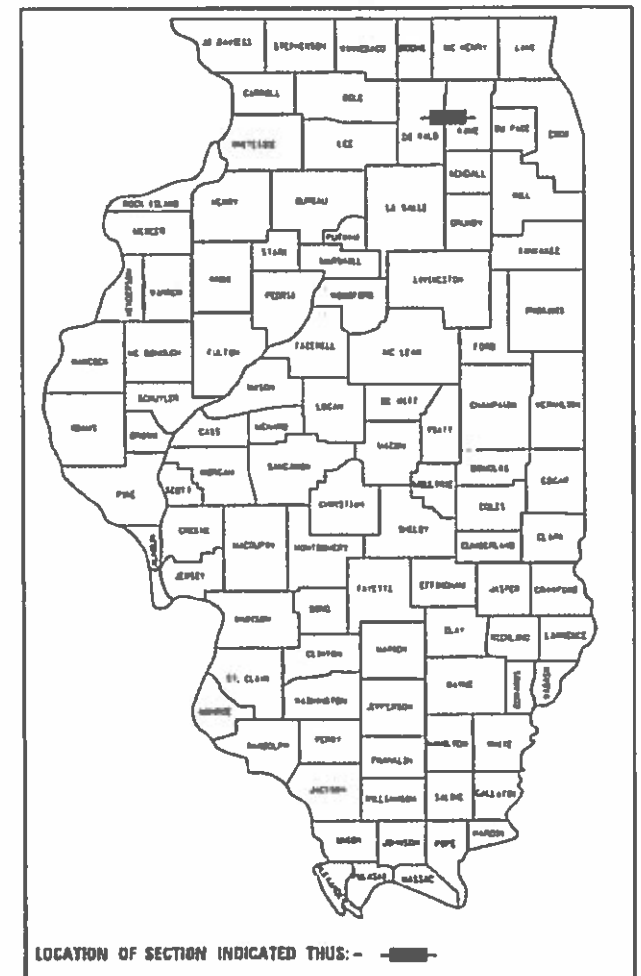 JO DAVIESS STEPHENSON WINNEBAGO BOONE MC HENRY LAKE
CARROLL OGLE
DE KALB KANE DU PAGE COOK
WHITESIDE LEE
KENDALL
ROCK ISLAND HENRY BUREAU LA SALLE GRUNDY WILL
MERCER PUTNAM
STARK MARSHALL KANKAKEE
HENDERSON WARREN KNOX PEORIA WOODFORD LIVINGSTON
IROQUOIS
HANCOCK MC DONOUGH FULTON TAZEWELL MC LEAN FORD
MASON
SCHUYLER LOGAN DE WITT CHAMPAIGN VERMILION
ADAMS BROWN CASS MENARD MACON PIATT
MORGAN SANGAMON DOUGLAS EDGAR
PIKE SCOTT CHRISTIAN MOULTRIE COLES
SHELBY
GREENE MACOUPIN MONTGOMERY CUMBERLAND CLARK
CALHOUN JERSEY FAYETTE EFFINGHAM JASPER CRAWFORD
MADISON BOND CLAY RICHLAND LAWRENCE
CLINTON MARION
ST. CLAIR WAYNE EDWARDS WABASH
WASHINGTON JEFFERSON
MONROE
RANDOLPH PERRY HAMILTON WHITE
FRANKLIN
JACKSON WILLIAMSON SALINE GALLATIN
UNION JOHNSON POPE HARDIN
ALEXANDER PULASKI MASSAC
LOCATION OF SECTION INDICATED THUS: -